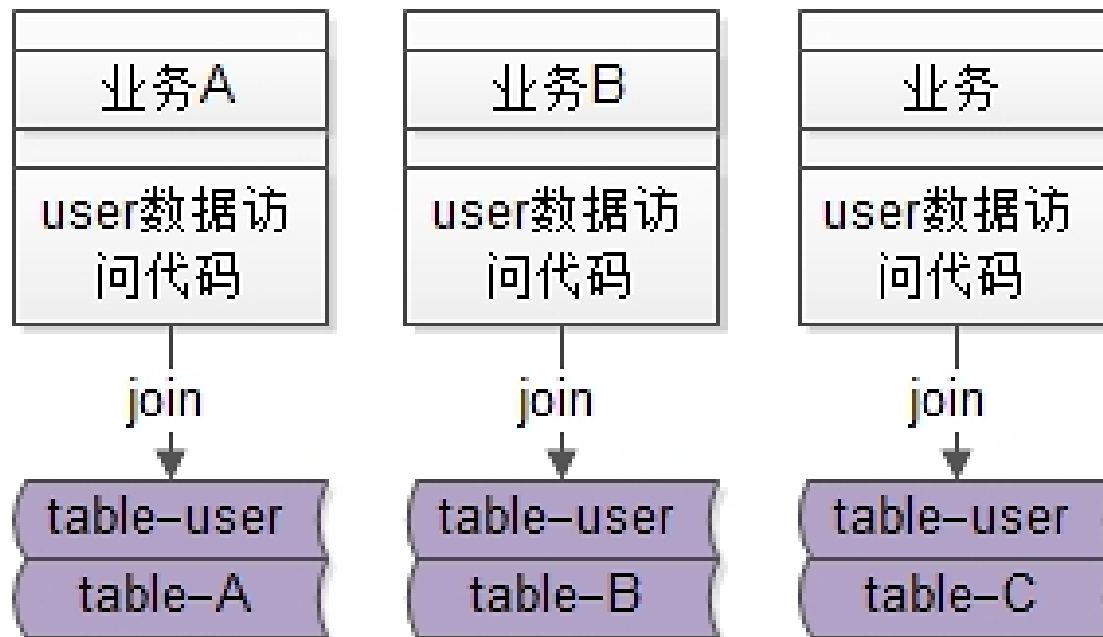 业务A
业务B
业务
user数据访
问代码
user数据访
问代码
user数据访
问代码
join
join
join
table–user
table–user
table–user
table–A
table–B
table–C